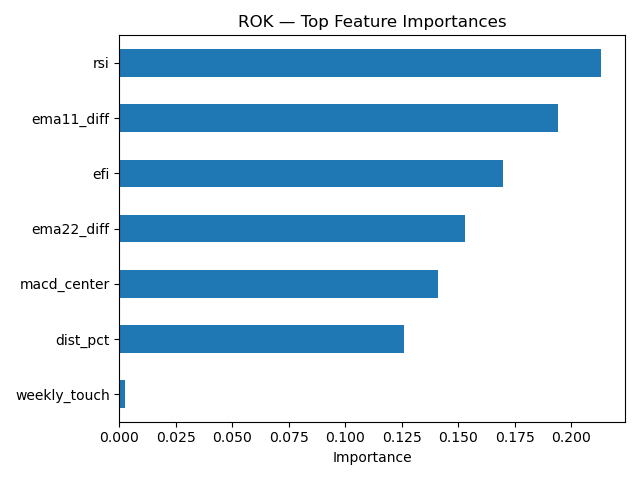 ROK — Top Feature Importances
rsi
ema11_diff
efi
ema22_diff
macd_center
dist_pct
weekly_touch
0.000 0.025 0.050 0.075 0.100 0.125 0.150 0.175 0.200
Importance